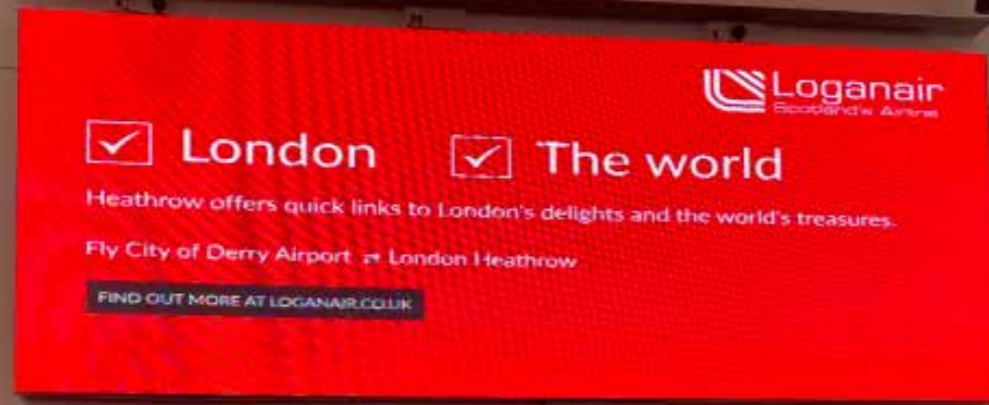 Loganair
Scotland's Airline
London
The world
Heathrow offers quick links to London's delights and the world's treasures.
Fly City of Derry Airport ⇄ London Heathrow
FIND OUT MORE AT LOGANAIR.CO.UK